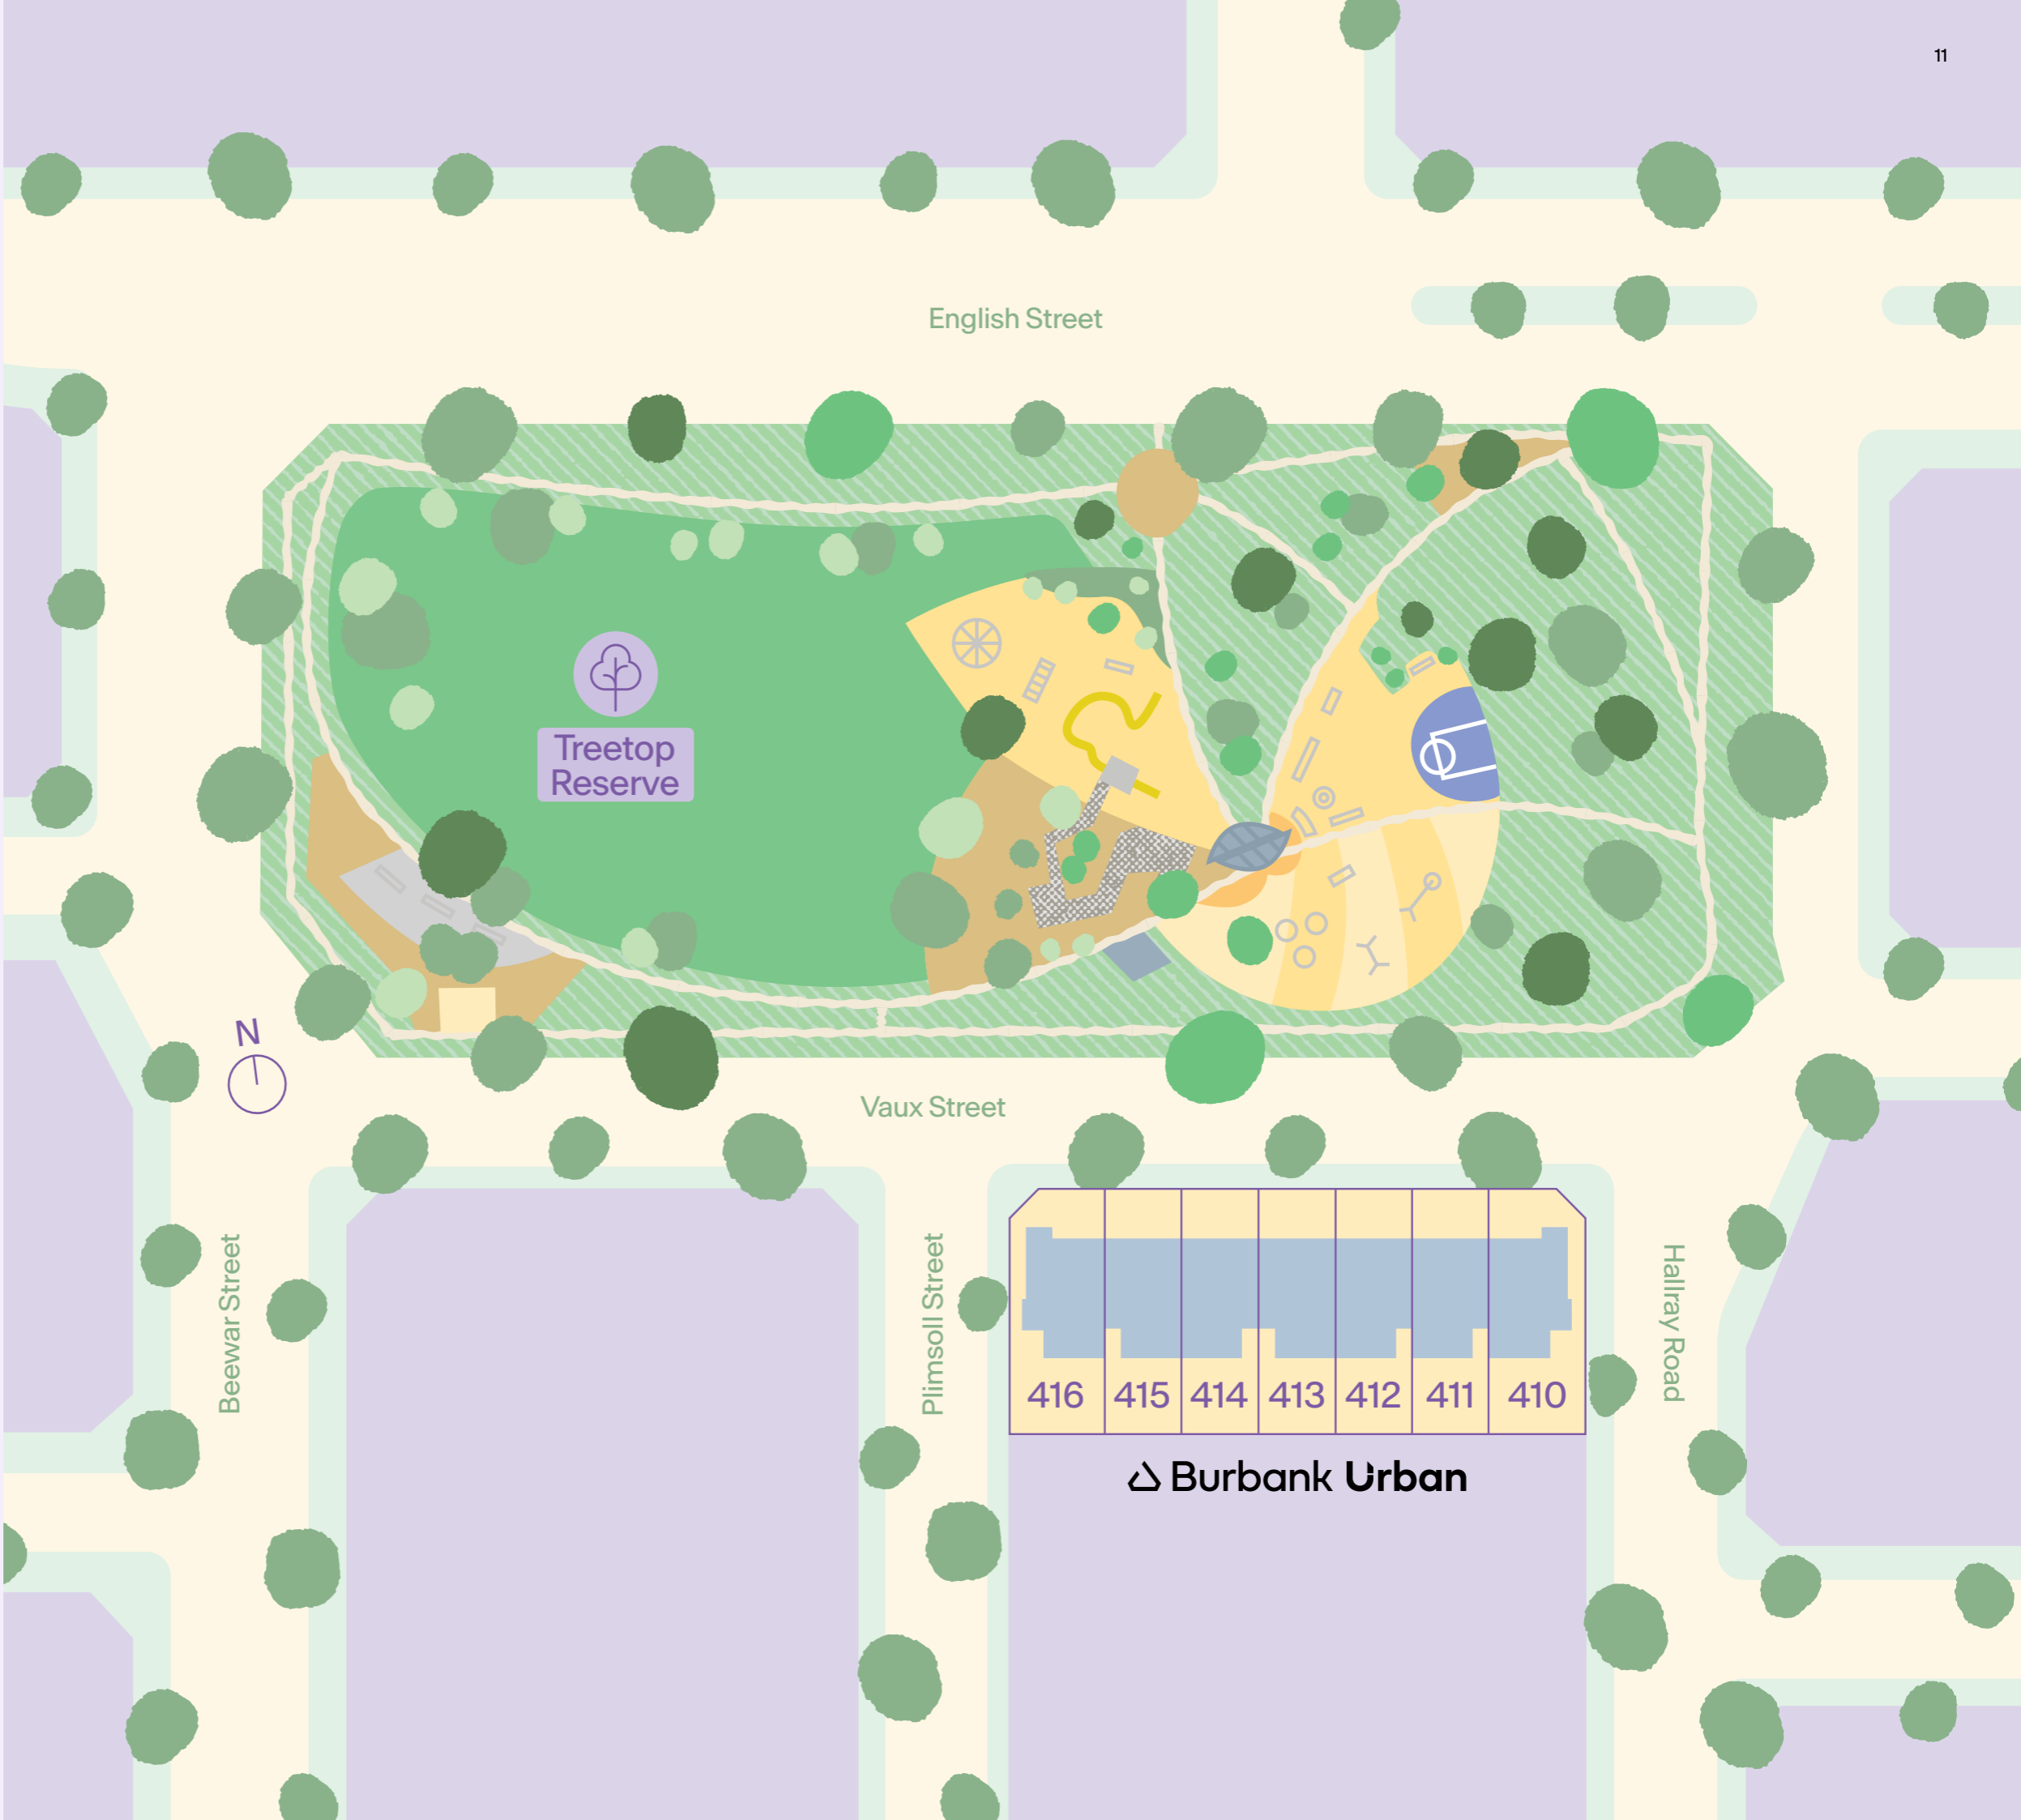 11
English Street
Treetop
Reserve
N
Vaux Street
Beewar Street
Plimsoll Street
Hallray Road
416 415 414 413 412 411 410
Burbank Urban